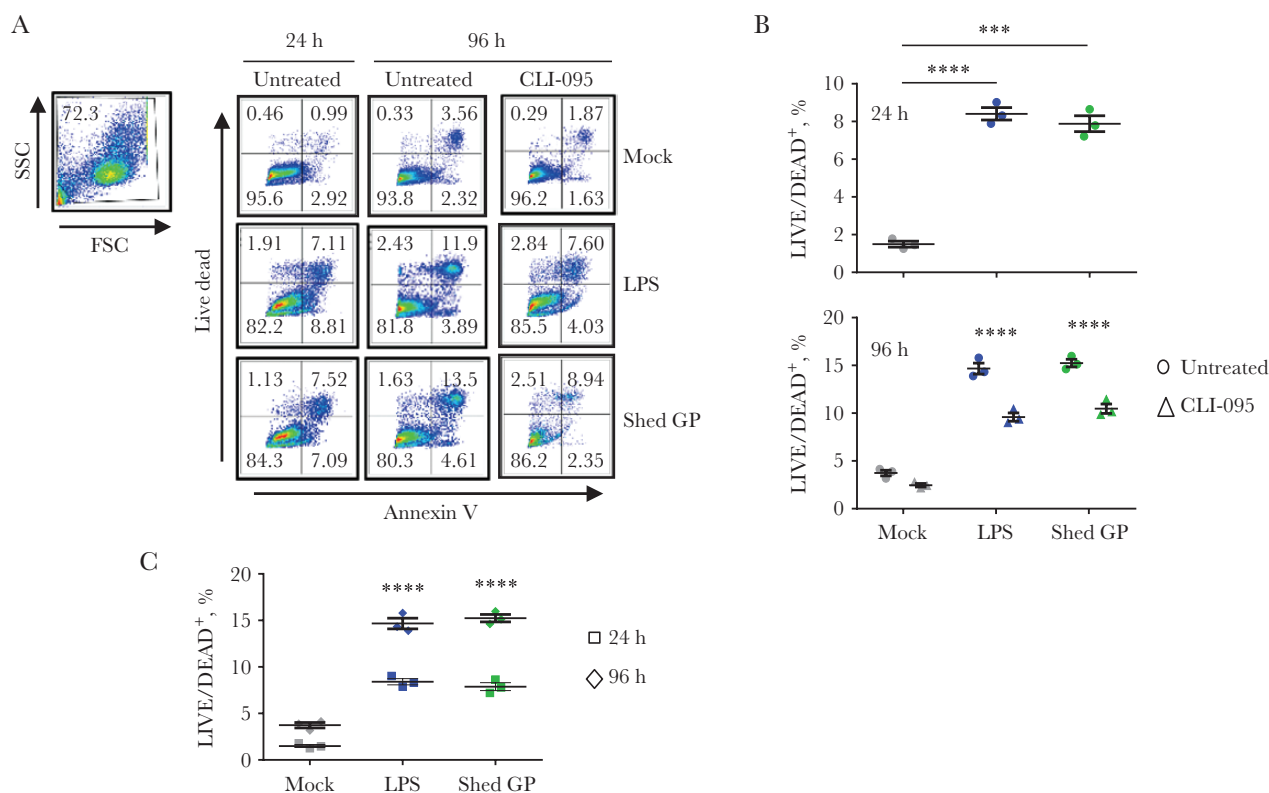 A
24 h
96 h
Untreated
Untreated
CLI-095
72.3
SSC
FSC
Live dead
0.46 0.99
95.6 2.92
0.33 3.56
93.8 2.32
0.29 1.87
96.2 1.63
Mock
1.91 7.11
82.2 8.81
2.43 11.9
81.8 3.89
2.84 7.60
85.5 4.03
LPS
1.13 7.52
84.3 7.09
1.63 13.5
80.3 4.61
2.51 8.94
86.2 2.35
Shed GP
Annexin V
B
***
****
10
8
6
4
2
0
24 h
LIVE/DEAD+, %
20
15
10
5
0
96 h
LIVE/DEAD+, %
****
****
Untreated
CLI-095
Mock LPS Shed GP
C
20
15
10
5
0
LIVE/DEAD+, %
****
****
24 h
96 h
Mock LPS Shed GP